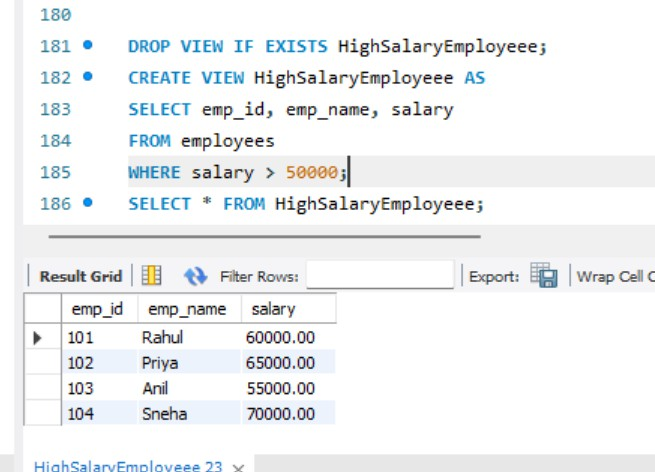 180
181 DROP VIEW IF EXISTS HighSalaryEmployeee;
182 CREATE VIEW HighSalaryEmployeee AS
183 SELECT emp_id, emp_name, salary
184 FROM employees
185 WHERE salary > 50000;
186 SELECT * FROM HighSalaryEmployeee;
Result Grid Filter Rows: Export: Wrap Cell C
emp_id emp_name salary
101 Rahul 60000.00
102 Priya 65000.00
103 Anil 55000.00
104 Sneha 70000.00
HighSalaryEmployeee 23